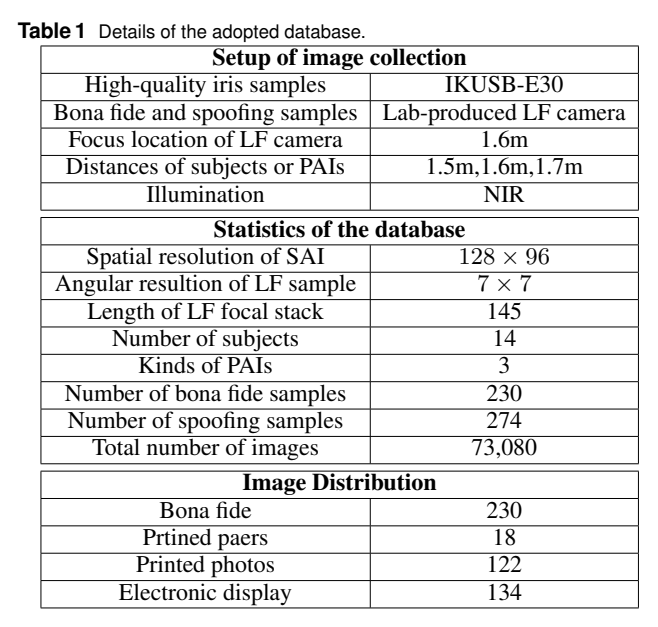 Table 1 Details of the adopted database.
Setup of image collection
High-quality iris samples IKUSB-E30
Bona fide and spoofing samples Lab-produced LF camera
Focus location of LF camera 1.6m
Distances of subjects or PAIs 1.5m,1.6m,1.7m
Illumination NIR
Statistics of the database
Spatial resolution of SAI 128 × 96
Angular resultion of LF sample 7 × 7
Length of LF focal stack 145
Number of subjects 14
Kinds of PAIs 3
Number of bona fide samples 230
Number of spoofing samples 274
Total number of images 73,080
Image Distribution
Bona fide 230
Prtined paers 18
Printed photos 122
Electronic display 134